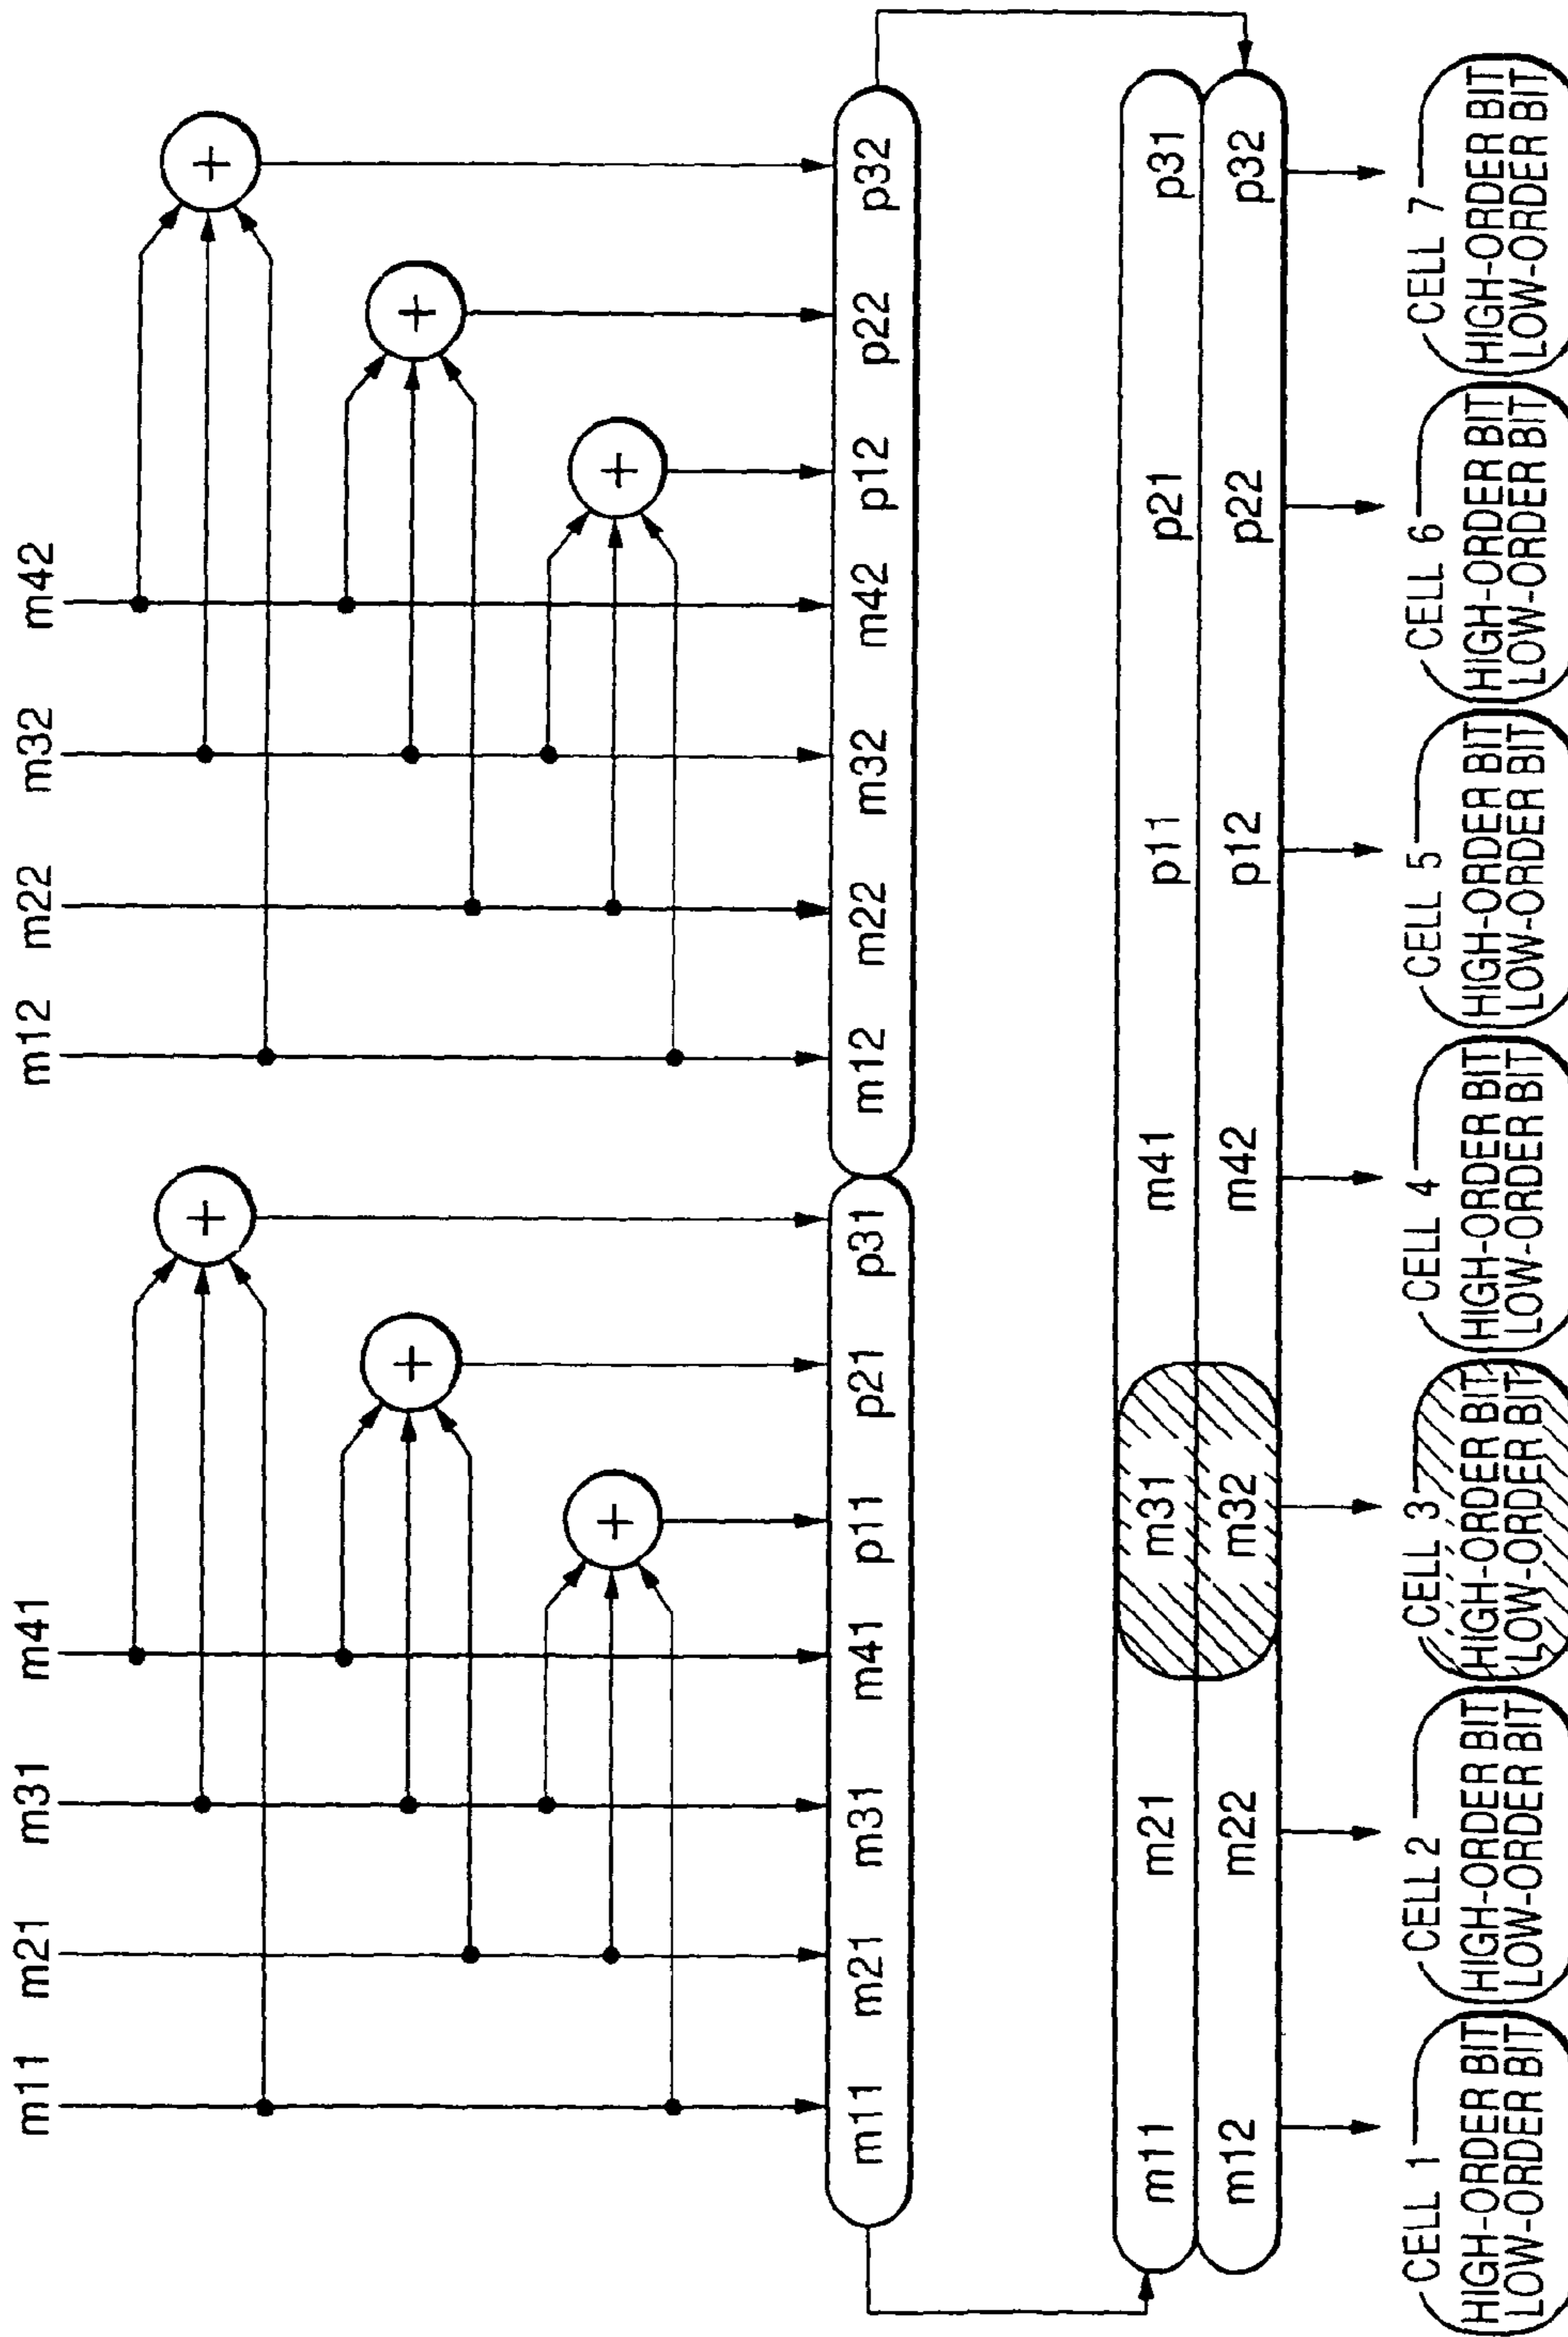 m11 m21 m31 m41 m12 m22 m32 m42
+ +
+ +
+ +
m11 m21 m31 m41 p11 p21 p31 m12 m22 m32 m42 p12 p22 p32
m11 m21 m31 m41 p11 p21 p31
m12 m22 m32 m42 p12 p22 p32
CELL 1 CELL 2 CELL 3 CELL 4 CELL 5 CELL 6 CELL 7
HIGH-ORDER BIT HIGH-ORDER BIT HIGH-ORDER BIT HIGH-ORDER BIT HIGH-ORDER BIT HIGH-ORDER BIT HIGH-ORDER BIT
LOW-ORDER BIT LOW-ORDER BIT LOW-ORDER BIT LOW-ORDER BIT LOW-ORDER BIT LOW-ORDER BIT LOW-ORDER BIT